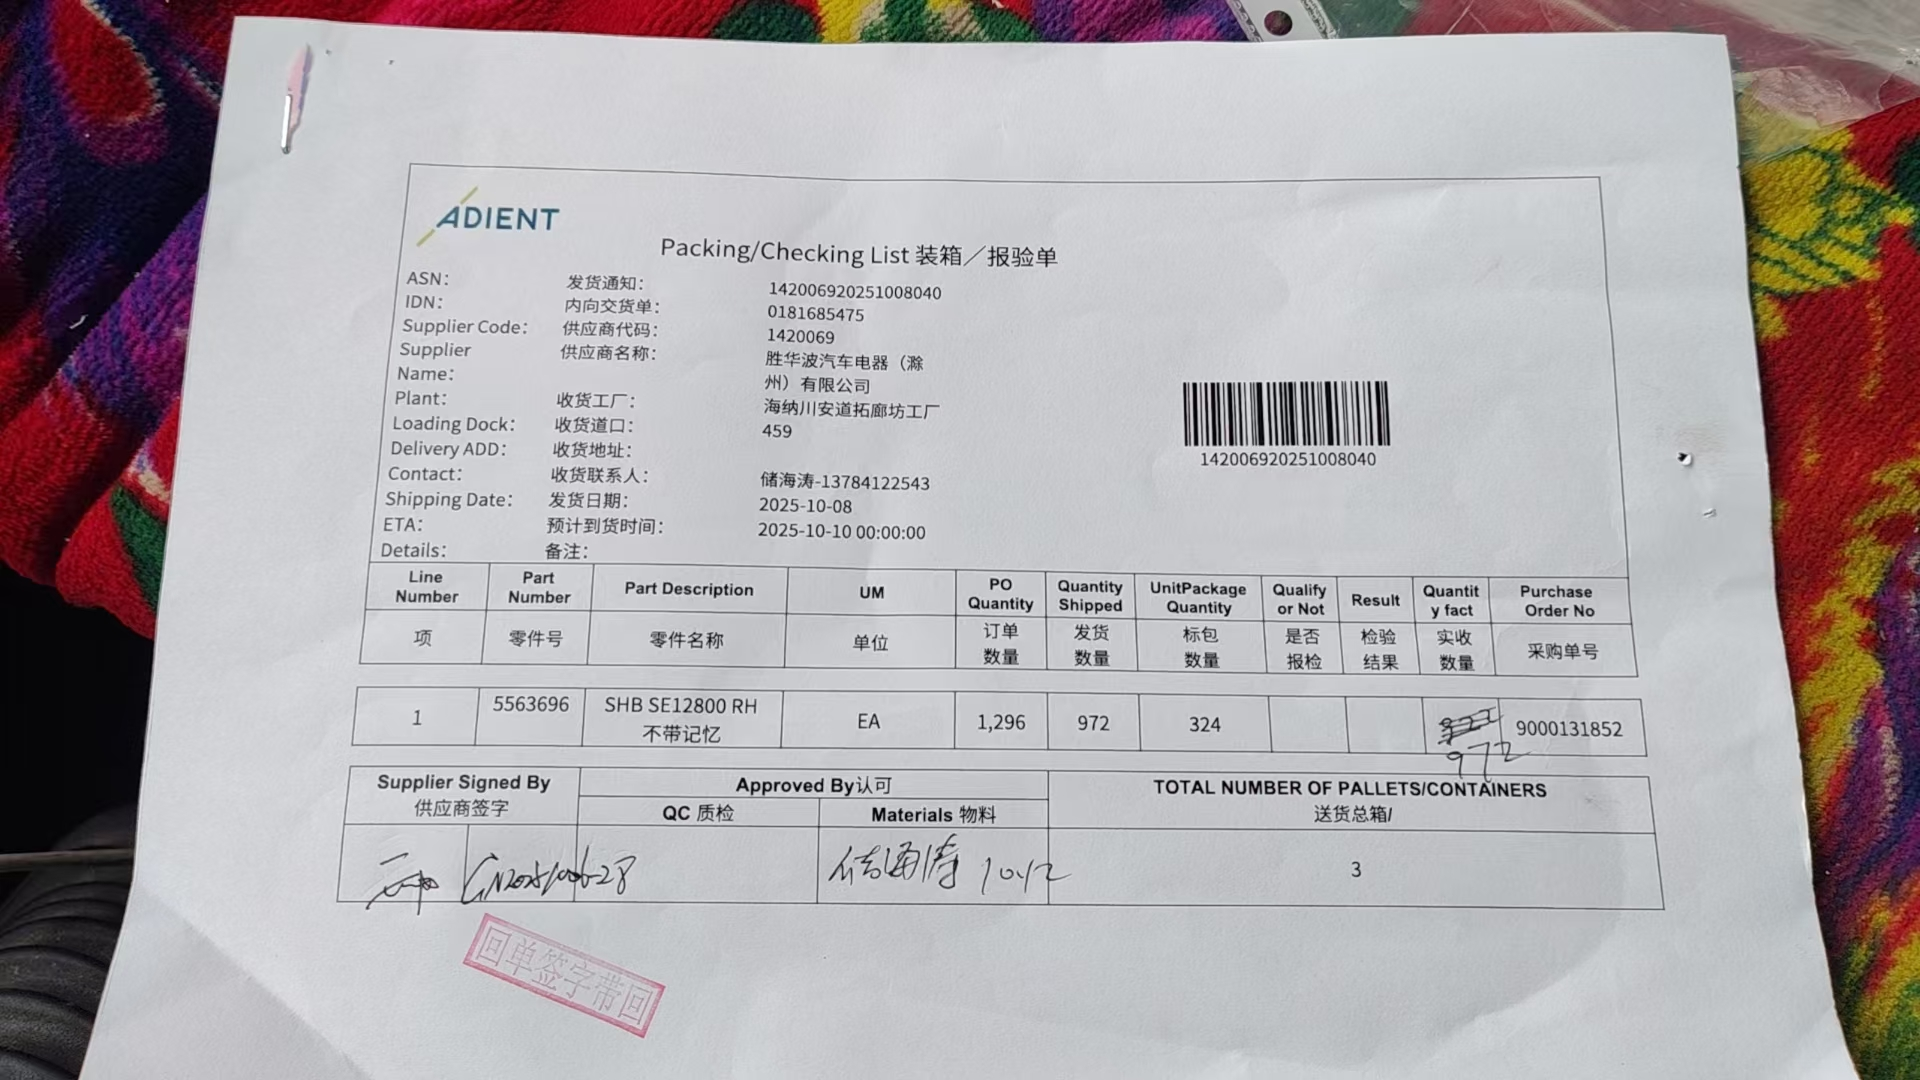 ADIENT
Packing/Checking List 装箱／报验单
ASN： 发货通知： 142006920251008040
IDN： 内向交货单： 0181685475
Supplier Code： 供应商代码： 1420069
Supplier Name： 供应商名称： 胜华波汽车电器（滁
州）有限公司
Plant： 收货工厂： 海纳川安道拓廊坊工厂
Loading Dock： 收货道口： 459
Delivery ADD： 收货地址：
Contact： 收货联系人： 储海涛-13784122543
Shipping Date： 发货日期： 2025-10-08
ETA： 预计到货时间： 2025-10-10 00:00:00
Details： 备注：
142006920251008040
Line Number Part Number Part Description UM PO Quantity Quantity Shipped UnitPackage Quantity Qualify or Not Result Quantit y fact Purchase Order No
项 零件号 零件名称 单位 订单数量 发货数量 标包数量 是否报检 检验结果 实收数量 采购单号
1 5563696 SHB SE12800 RH 不带记忆 EA 1,296 972 324 972 9000131852
Supplier Signed By 供应商签字 Approved By认可 TOTAL NUMBER OF PALLETS/CONTAINERS
QC 质检 Materials 物料 送货总箱/
储海涛 10.12 3
回单签字带回